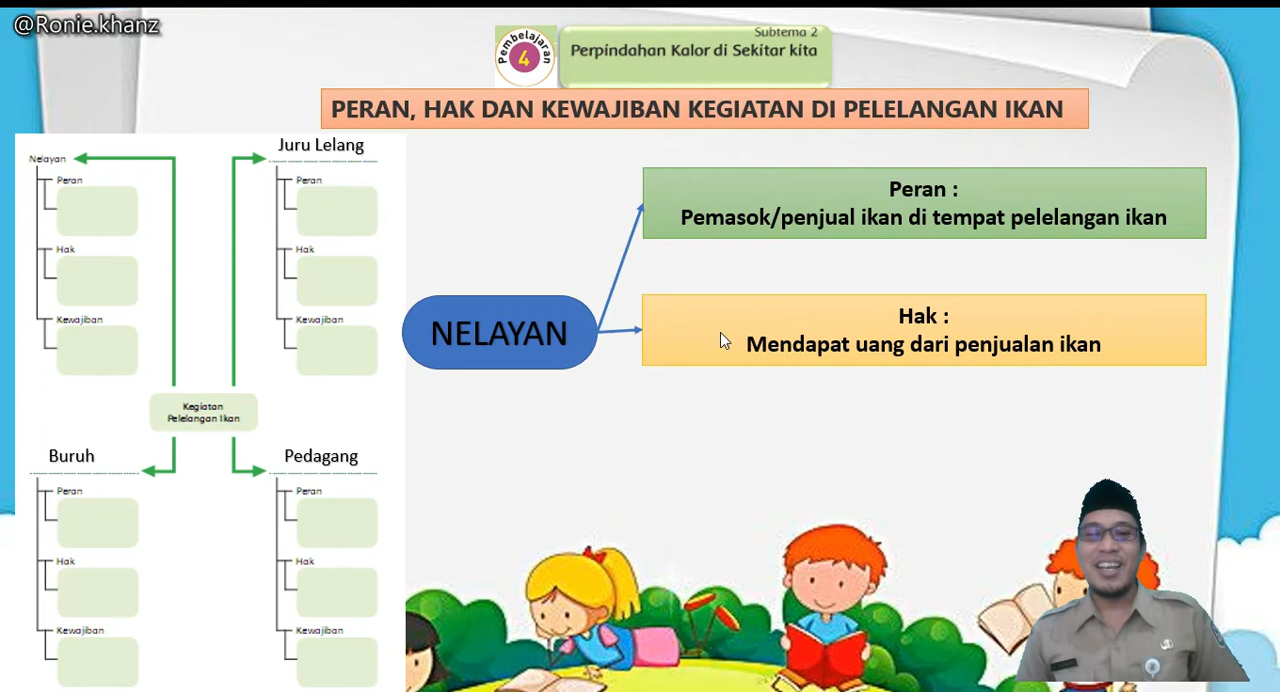 @Ronie.khanz
Pembelajaran
4
Subtema 2
Perpindahan Kalor di Sekitar kita
PERAN, HAK DAN KEWAJIBAN KEGIATAN DI PELELANGAN IKAN
Nelayan
Peran
Hak
Kewajiban
Juru Lelang
Peran
Hak
Kewajiban
Kegiatan
Pelelangan Ikan
Buruh
Peran
Hak
Kewajiban
Pedagang
Peran
Hak
Kewajiban
NELAYAN
Peran :
Pemasok/penjual ikan di tempat pelelangan ikan
Hak :
Mendapat uang dari penjualan ikan